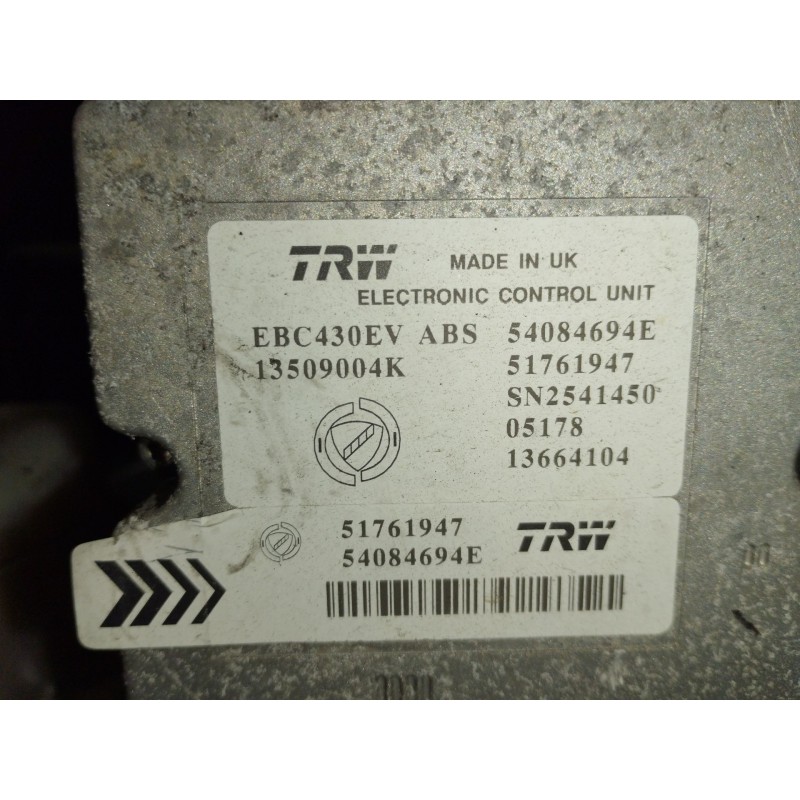 TRW MADE IN UK
ELECTRONIC CONTROL UNIT
EBC430EV ABS 54084694E
13509004K 51761947
SN2541450
05178
13664104
51761947 TRW
54084694E